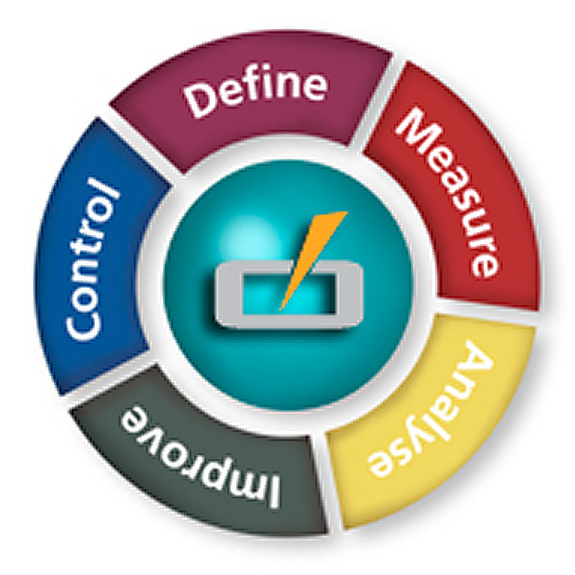 Define
Measure
Analyse
Improve
Control